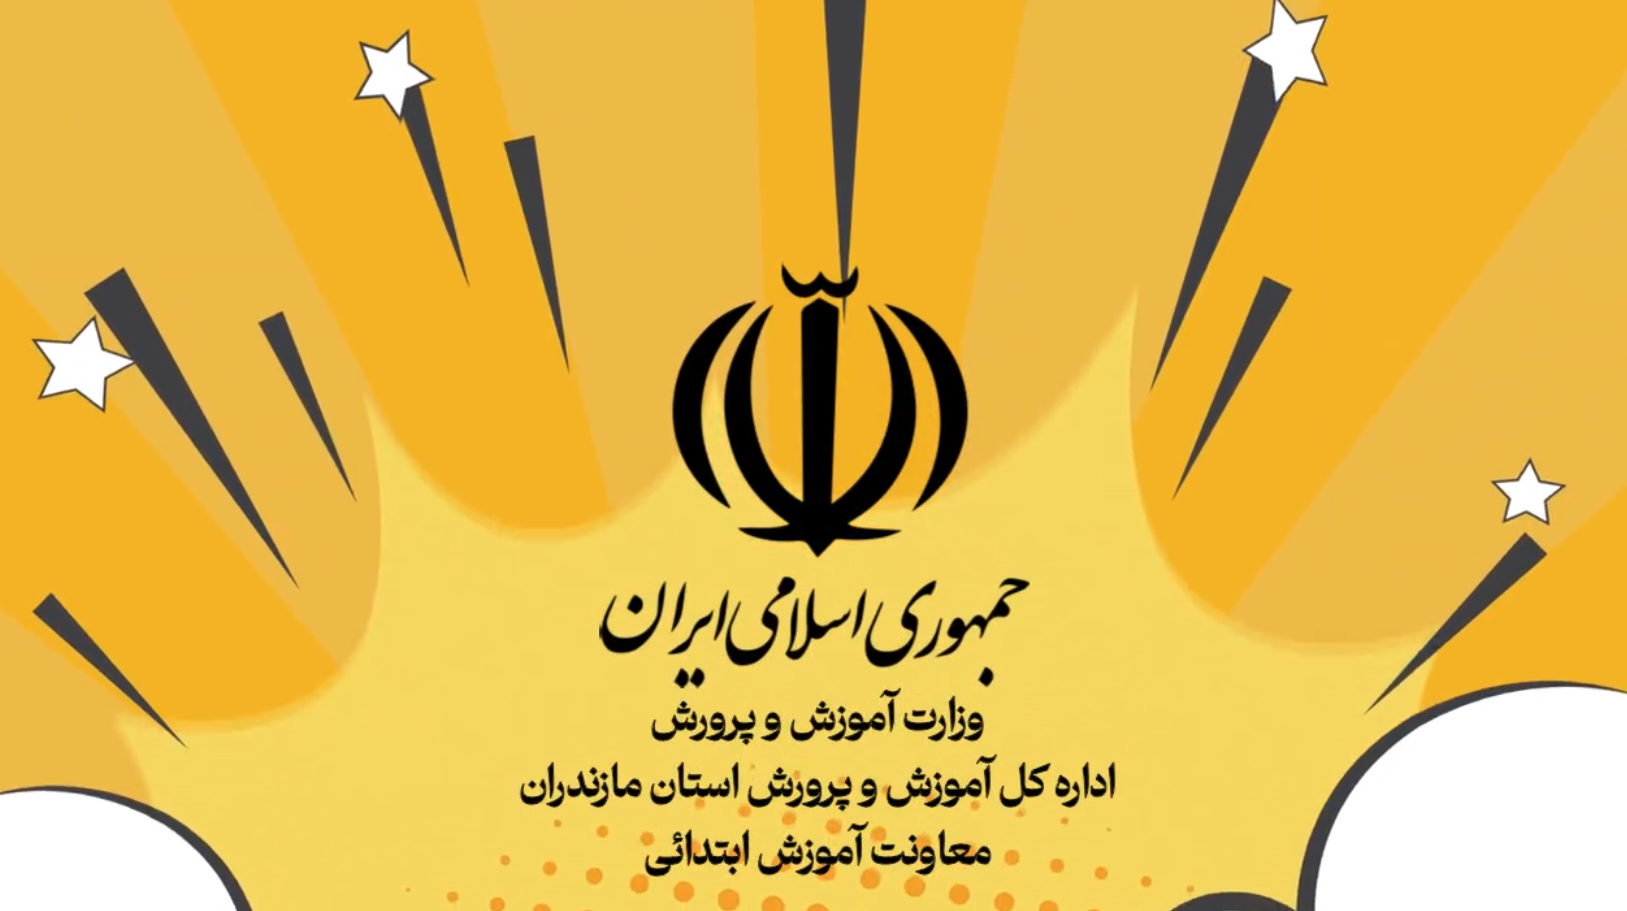 جمهوری اسلامی ایران
وزارت آموزش و پرورش
اداره کل آموزش و پرورش استان مازندران
معاونت آموزش ابتدائی